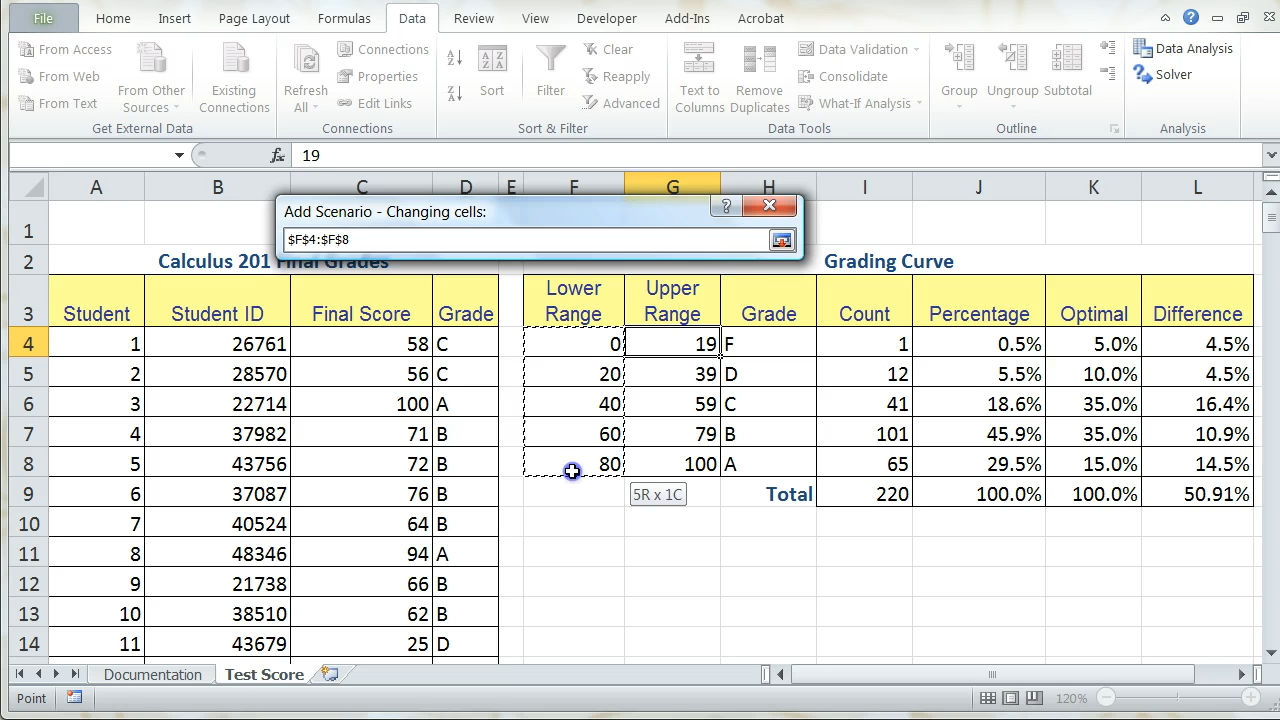 File Home Insert Page Layout Formulas Data Review View Developer Add-Ins Acrobat
From Access
From Web
From Text
From Other Sources
Existing Connections
Get External Data
Refresh All
Connections
Properties
Edit Links
Connections
Sort
Filter
Clear
Reapply
Advanced
Sort & Filter
Text to Columns
Remove Duplicates
Data Validation
Consolidate
What-If Analysis
Data Tools
Group
Ungroup
Subtotal
Outline
Data Analysis
Solver
Analysis
fx 19
A B C D E F G H I J K L
Add Scenario - Changing cells:
$F$4:$F$8
1
2 Calculus 201 Final Grades Grading Curve
3 Student Student ID Final Score Grade Lower Range Upper Range Grade Count Percentage Optimal Difference
4 1 26761 58 C 0 19 F 1 0.5% 5.0% 4.5%
5 2 28570 56 C 20 39 D 12 5.5% 10.0% 4.5%
6 3 22714 100 A 40 59 C 41 18.6% 35.0% 16.4%
7 4 37982 71 B 60 79 B 101 45.9% 35.0% 10.9%
8 5 43756 72 B 80 100 A 65 29.5% 15.0% 14.5%
9 6 37087 76 B 5R x 1C Total 220 100.0% 100.0% 50.91%
10 7 40524 64 B
11 8 48346 94 A
12 9 21738 66 B
13 10 38510 62 B
14 11 43679 25 D
Documentation Test Score
Point 120%